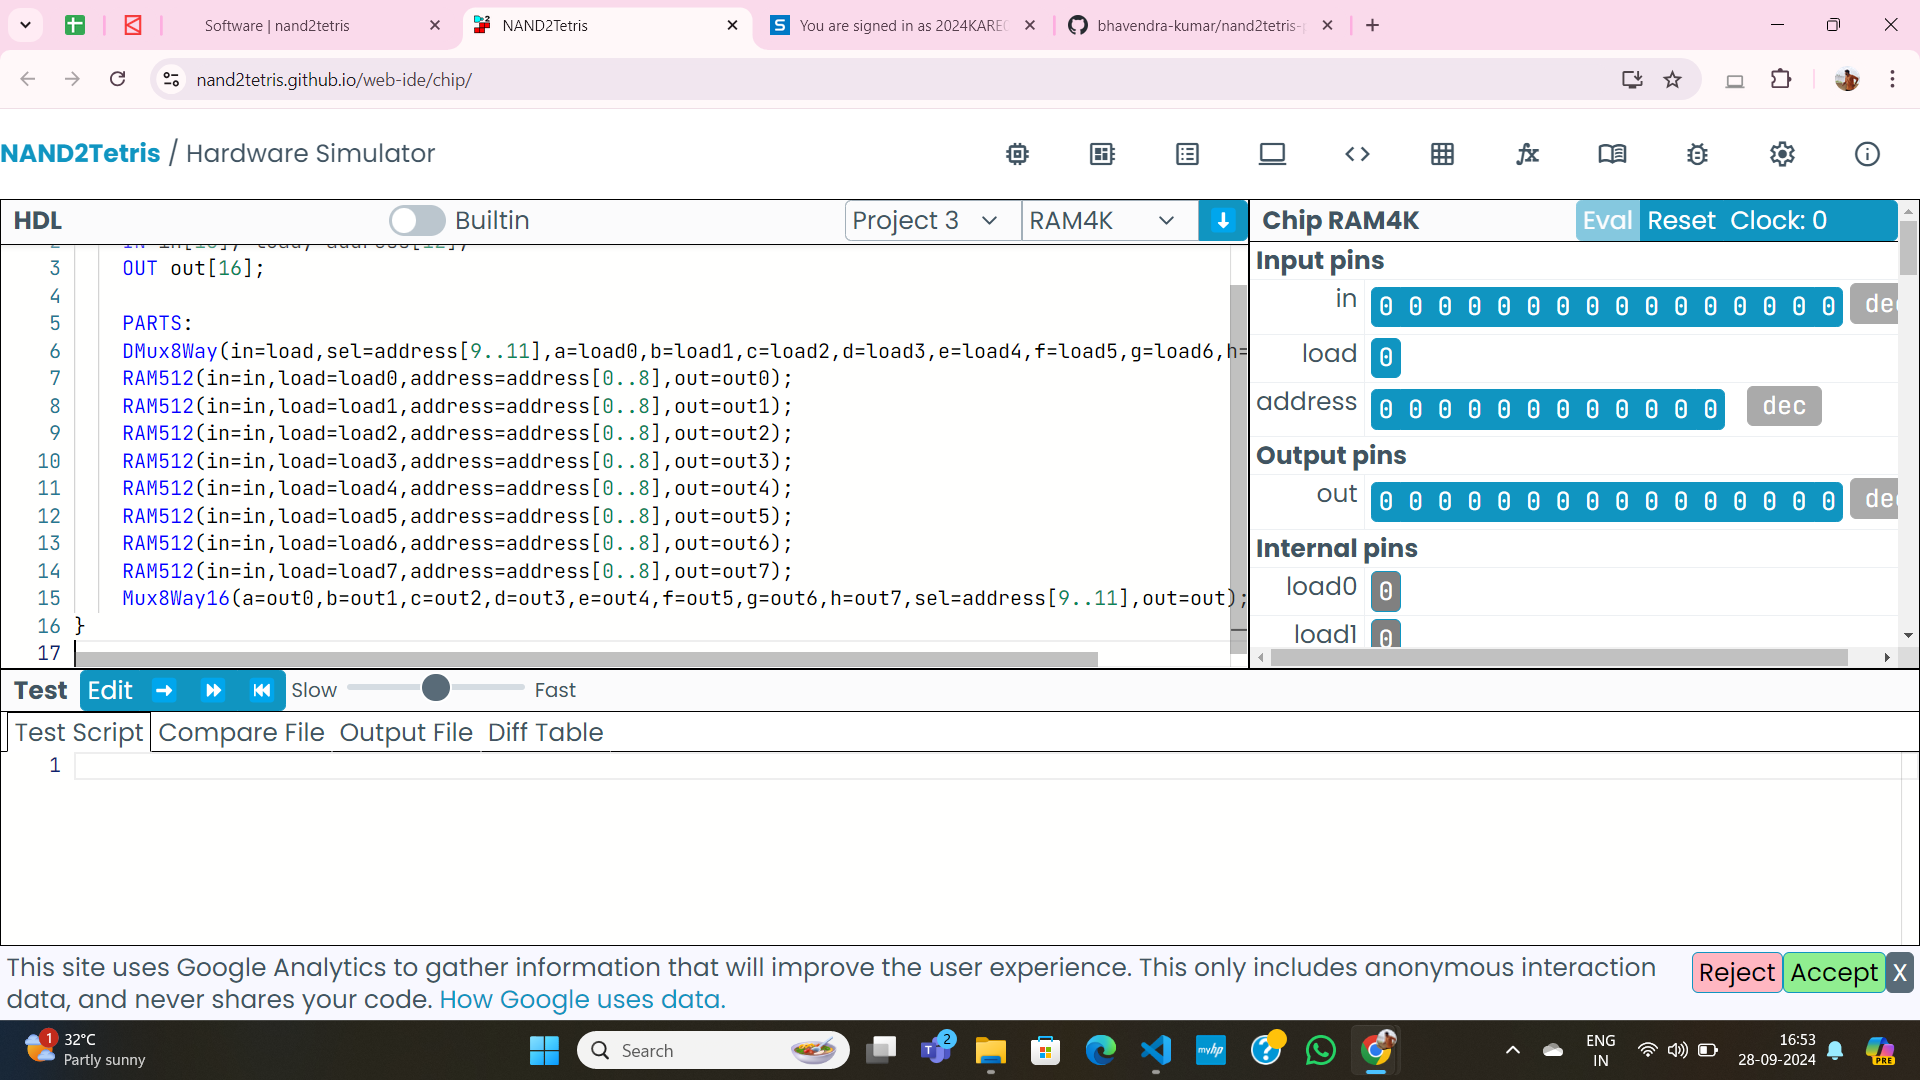 Software | nand2tetris
NAND2Tetris
You are signed in as 2024KARE
bhavendra-kumar/nand2tetris-
nand2tetris.github.io/web-ide/chip/
NAND2Tetris / Hardware Simulator
HDL
Builtin
Project 3
RAM4K
Chip RAM4K
Eval Reset Clock: 0
3 OUT out[16];
4
5 PARTS:
6 DMux8Way(in=load,sel=address[9..11],a=load0,b=load1,c=load2,d=load3,e=load4,f=load5,g=load6,h=
7 RAM512(in=in,load=load0,address=address[0..8],out=out0);
8 RAM512(in=in,load=load1,address=address[0..8],out=out1);
9 RAM512(in=in,load=load2,address=address[0..8],out=out2);
10 RAM512(in=in,load=load3,address=address[0..8],out=out3);
11 RAM512(in=in,load=load4,address=address[0..8],out=out4);
12 RAM512(in=in,load=load5,address=address[0..8],out=out5);
13 RAM512(in=in,load=load6,address=address[0..8],out=out6);
14 RAM512(in=in,load=load7,address=address[0..8],out=out7);
15 Mux8Way16(a=out0,b=out1,c=out2,d=out3,e=out4,f=out5,g=out6,h=out7,sel=address[9..11],out=out);
16 }
17
Input pins
in 0 0 0 0 0 0 0 0 0 0 0 0 0 0 0 0 dec
load 0
address 0 0 0 0 0 0 0 0 0 0 0 0 dec
Output pins
out 0 0 0 0 0 0 0 0 0 0 0 0 0 0 0 0 dec
Internal pins
load0 0
load1 0
Test Edit Slow Fast
Test Script Compare File Output File Diff Table
1
This site uses Google Analytics to gather information that will improve the user experience. This only includes anonymous interaction
data, and never shares your code. How Google uses data.
Reject Accept X
1
32°C
Partly sunny
Search
2
myhp
ENG
IN
16:53
28-09-2024
PRE